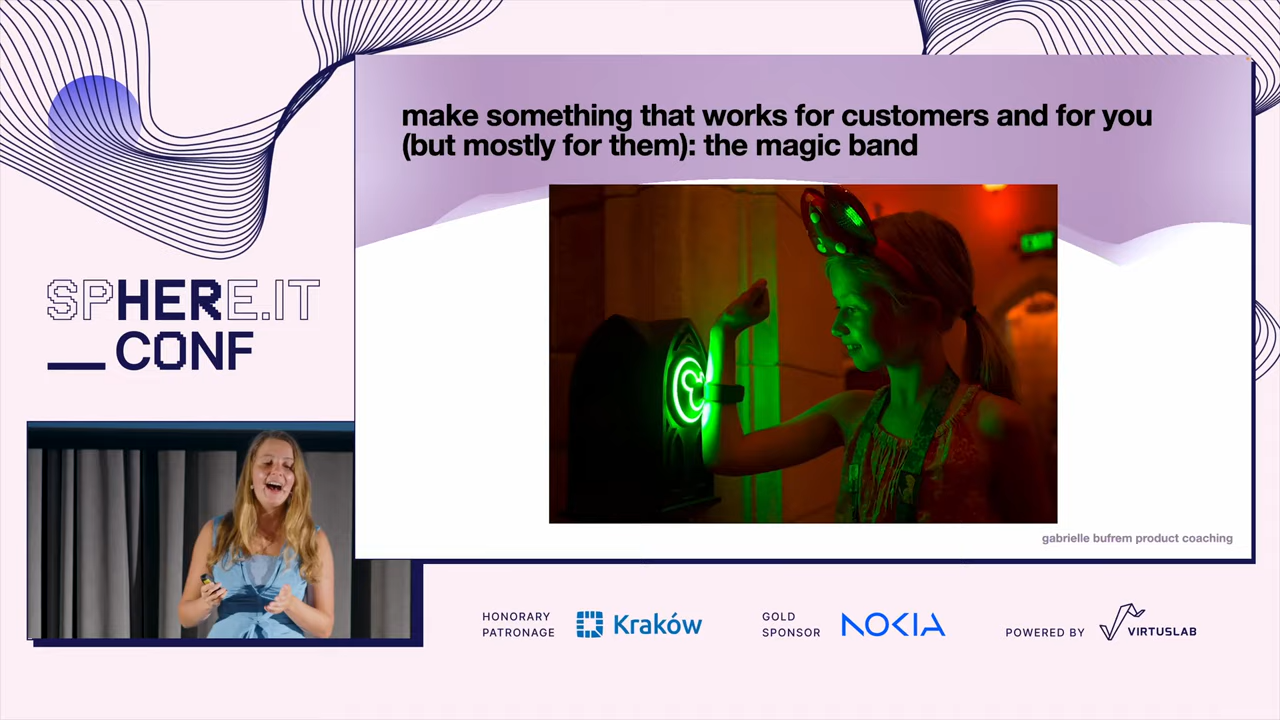 make something that works for customers and for you
(but mostly for them): the magic band
SPHERE.IT
CONF
gabrielle bufrem product coaching
HONORARY
PATRONAGE
Kraków
GOLD
SPONSOR
NOKIA
POWERED BY
VIRTUSLAB